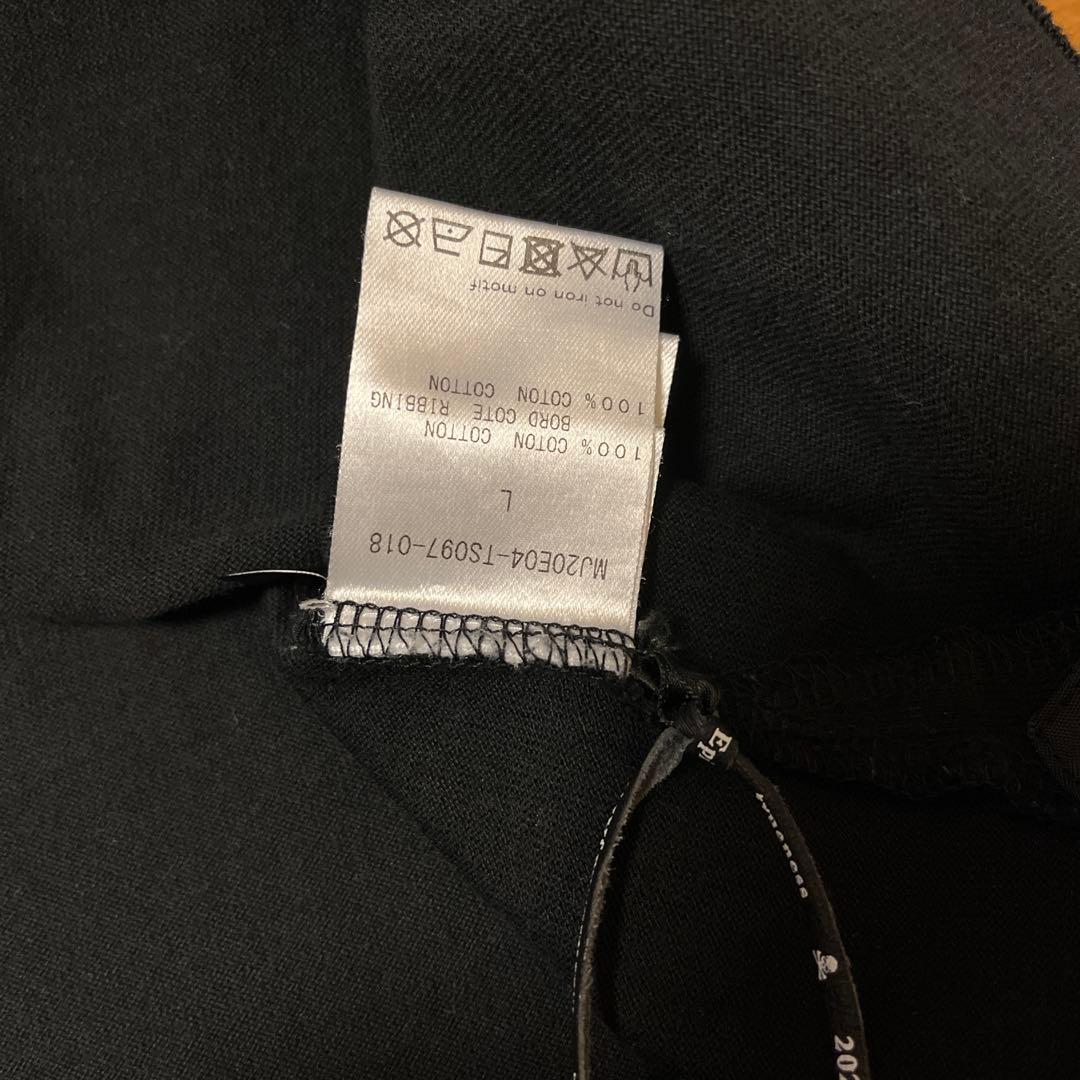 MJ20E04-TS097-018
L
100% COTON COTTON
BORD COTE RIBBING
100% COTON COTTON
Do not iron on motif